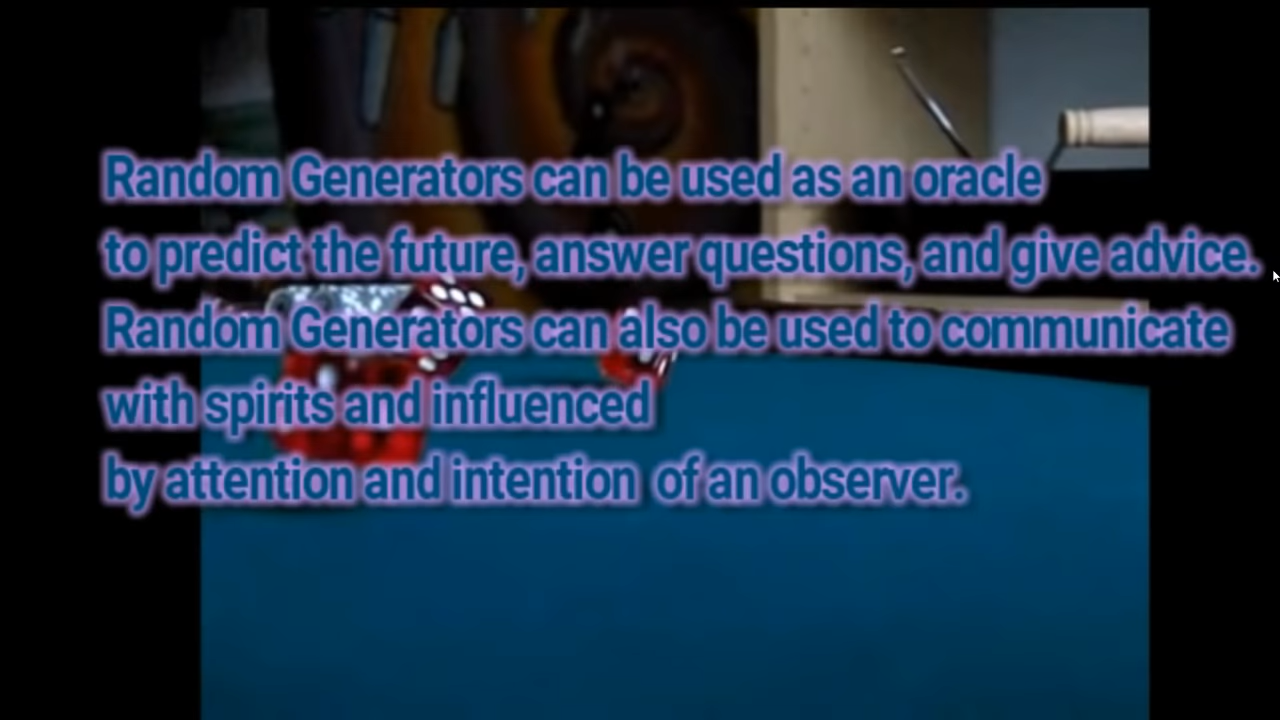 Random Generators can be used as an oracle
to predict the future, answer questions, and give advice.
Random Generators can also be used to communicate
with spirits and influenced
by attention and intention  of an observer.